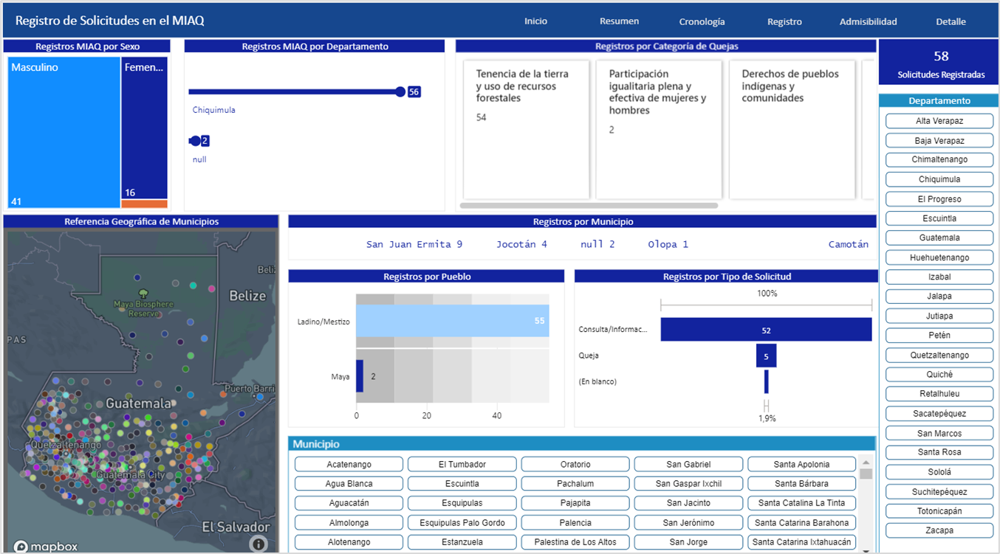 Registro de Solicitudes en el MIAQ
Inicio
Resumen
Cronología
Registro
Admisibilidad
Detalle
Registros MIAQ por Sexo
Masculino
Femen...
41
16
Registros MIAQ por Departamento
56
Chiquimula
2
null
Registros por Categoría de Quejas
Tenencia de la tierra
y uso de recursos
forestales
54
Participación
igualitaria plena y
efectiva de mujeres y
hombres
2
Derechos de pueblos
indígenas y
comunidades
58
Solicitudes Registradas
Departamento
Alta Verapaz
Baja Verapaz
Chimaltenango
Chiquimula
El Progreso
Escuintla
Guatemala
Huehuetenango
Izabal
Jalapa
Jutiapa
Petén
Quetzaltenango
Quiché
Retalhuleu
Sacatepéquez
San Marcos
Santa Rosa
Sololá
Suchitepéquez
Totonicapán
Zacapa
Referencia Geográfica de Municipios
Beliz
Belize
Maya Biosphere
Reserve
PAS
Puerto Barri
Guatemala
Quetzaltenango
Guatemala City
El Salvador
mapbox
Registros por Municipio
San Juan Ermita 9 Jocotán 4 null 2 Olopa 1 Camotán
Registros por Pueblo
Ladino/Mestizo
55
Maya
2
0 20 40
Registros por Tipo de Solicitud
100%
Consulta/Informac...
52
Queja
5
(En blanco)
1,9%
Municipio
Acatenango El Tumbador Oratorio San Gabriel Santa Apolonia
Agua Blanca Escuintla Pachalum San Gaspar Ixchil Santa Bárbara
Aguacatán Esquipulas Pajapita San Jacinto Santa Catalina La Tinta
Almolonga Esquipulas Palo Gordo Palencia San Jerónimo Santa Catarina Barahona
Alotenango Estanzuela Palestina de Los Altos San Jorge Santa Catarina Ixtahuacán